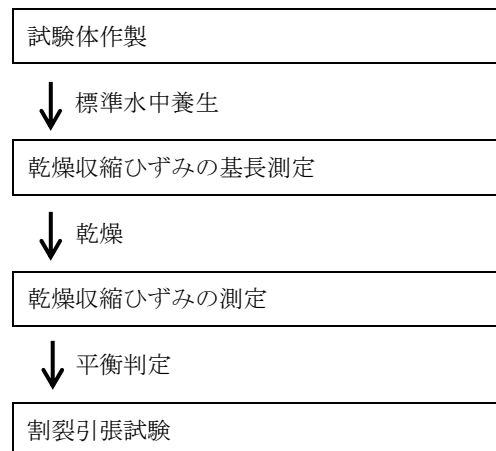 試験体作製
標準水中養生
乾燥収縮ひずみの基長測定
乾燥
乾燥収縮ひずみの測定
平衡判定
割裂引張試験